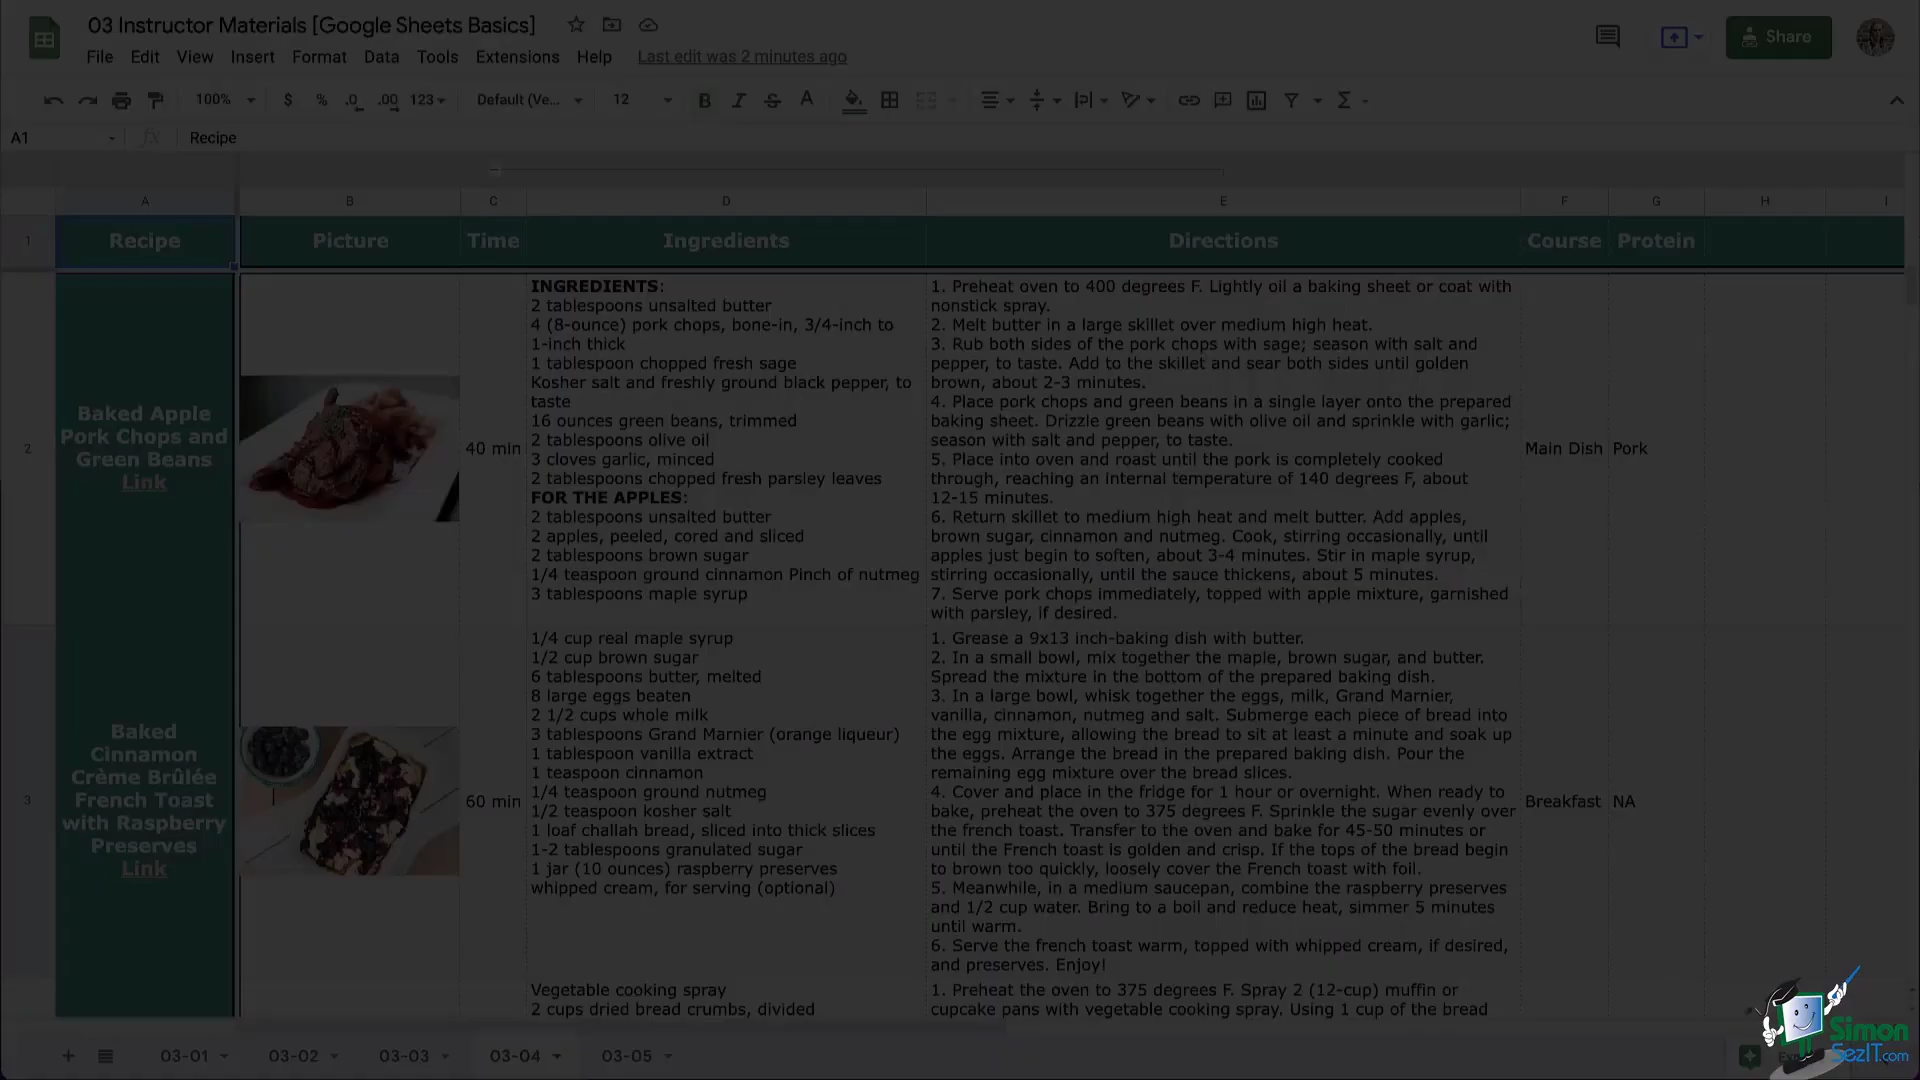 03 Instructor Materials [Google Sheets Basics]
File Edit View Insert Format Data Tools Extensions Help Last edit was 2 minutes ago
Share
100% $ % .0 .00 123 Default (Ve... 12 B I S A Σ
A1 fx Recipe
A B C D E F G H I
1 Recipe Picture Time Ingredients Directions Course Protein
2
Baked Apple
Pork Chops and
Green Beans
Link
40 min
INGREDIENTS:
2 tablespoons unsalted butter
4 (8-ounce) pork chops, bone-in, 3/4-inch to
1-inch thick
1 tablespoon chopped fresh sage
Kosher salt and freshly ground black pepper, to
taste
16 ounces green beans, trimmed
2 tablespoons olive oil
3 cloves garlic, minced
2 tablespoons chopped fresh parsley leaves
FOR THE APPLES:
2 tablespoons unsalted butter
2 apples, peeled, cored and sliced
2 tablespoons brown sugar
1/4 teaspoon ground cinnamon Pinch of nutmeg
3 tablespoons maple syrup
1. Preheat oven to 400 degrees F. Lightly oil a baking sheet or coat with
nonstick spray.
2. Melt butter in a large skillet over medium high heat.
3. Rub both sides of the pork chops with sage; season with salt and
pepper, to taste. Add to the skillet and sear both sides until golden
brown, about 2-3 minutes.
4. Place pork chops and green beans in a single layer onto the prepared
baking sheet. Drizzle green beans with olive oil and sprinkle with garlic;
season with salt and pepper, to taste.
5. Place into oven and roast until the pork is completely cooked
through, reaching an internal temperature of 140 degrees F, about
12-15 minutes.
6. Return skillet to medium high heat and melt butter. Add apples,
brown sugar, cinnamon and nutmeg. Cook, stirring occasionally, until
apples just begin to soften, about 3-4 minutes. Stir in maple syrup,
stirring occasionally, until the sauce thickens, about 5 minutes.
7. Serve pork chops immediately, topped with apple mixture, garnished
with parsley, if desired.
Main Dish Pork
3
Baked
Cinnamon
Crème Brûlée
French Toast
with Raspberry
Preserves
Link
60 min
1/4 cup real maple syrup
1/2 cup brown sugar
6 tablespoons butter, melted
8 large eggs beaten
2 1/2 cups whole milk
3 tablespoons Grand Marnier (orange liqueur)
1 tablespoon vanilla extract
1 teaspoon cinnamon
1/4 teaspoon ground nutmeg
1/2 teaspoon kosher salt
1 loaf challah bread, sliced into thick slices
1-2 tablespoons granulated sugar
1 jar (10 ounces) raspberry preserves
whipped cream, for serving (optional)
1. Grease a 9x13 inch-baking dish with butter.
2. In a small bowl, mix together the maple, brown sugar, and butter.
Spread the mixture in the bottom of the prepared baking dish.
3. In a large bowl, whisk together the eggs, milk, Grand Marnier,
vanilla, cinnamon, nutmeg and salt. Submerge each piece of bread into
the egg mixture, allowing the bread to sit at least a minute and soak up
the eggs. Arrange the bread in the prepared baking dish. Pour the
remaining egg mixture over the bread slices.
4. Cover and place in the fridge for 1 hour or overnight. When ready to
bake, preheat the oven to 375 degrees F. Sprinkle the sugar evenly over
the french toast. Transfer to the oven and bake for 45-50 minutes or
until the French toast is golden and crisp. If the tops of the bread begin
to brown too quickly, loosely cover the French toast with foil.
5. Meanwhile, in a medium saucepan, combine the raspberry preserves
and 1/2 cup water. Bring to a boil and reduce heat, simmer 5 minutes
until warm.
6. Serve the french toast warm, topped with whipped cream, if desired,
and preserves. Enjoy!
Breakfast NA
Vegetable cooking spray
2 cups dried bread crumbs, divided
1. Preheat the oven to 375 degrees F. Spray 2 (12-cup) muffin or
cupcake pans with vegetable cooking spray. Using 1 cup of the bread
03-01 03-02 03-03 03-04 03-05
Simon
SezIT.com